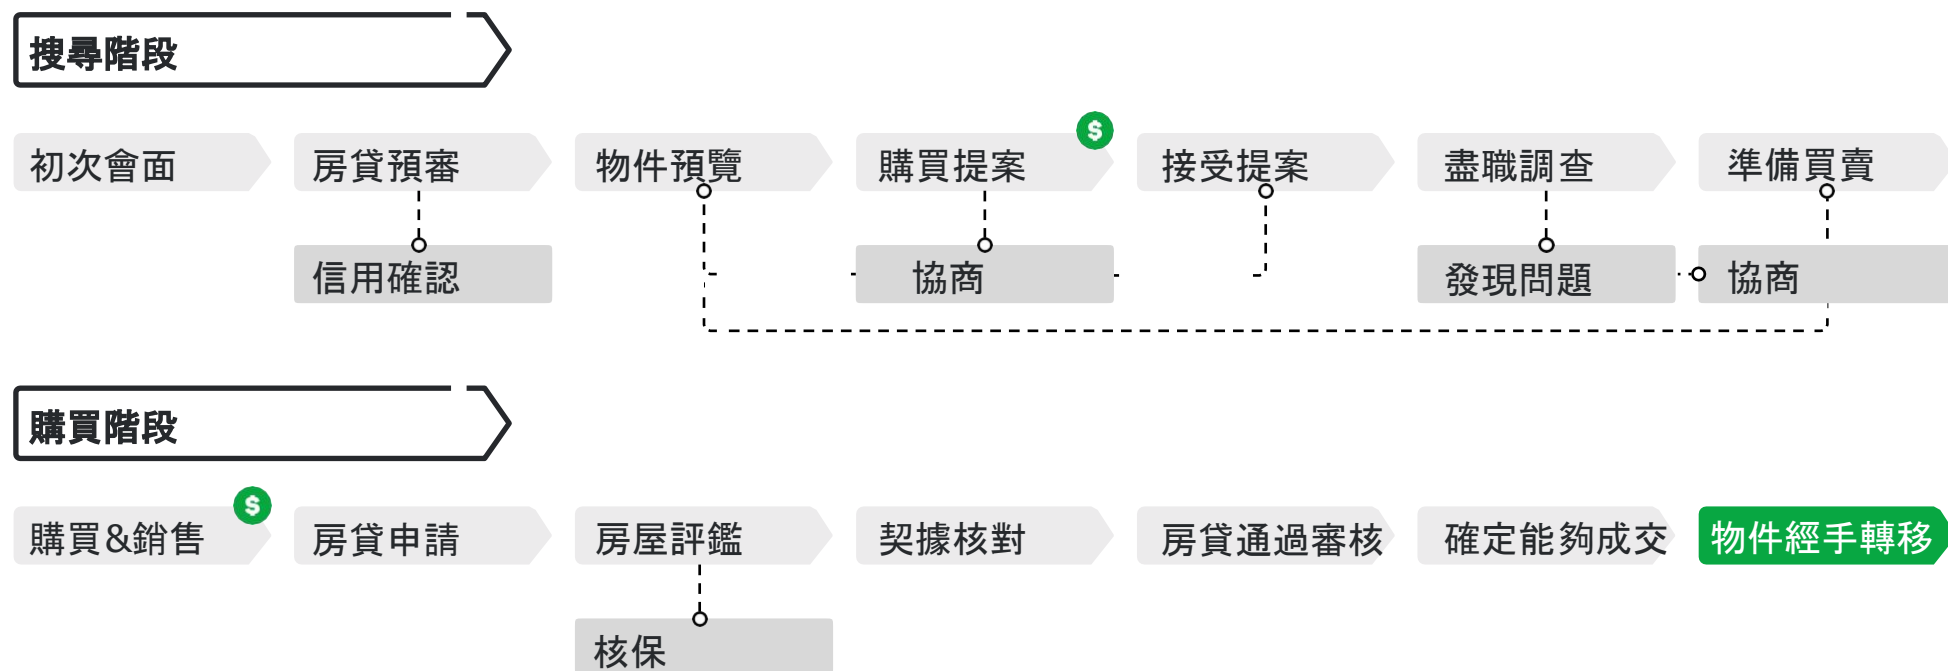 搜尋階段
初次會面
房貸預審
物件預覽
購買提案
$
接受提案
盡職調查
準備買賣
信用確認
協商
發現問題
協商
購買階段
購買&銷售
$
房貸申請
房屋評鑑
契據核對
房貸通過審核
確定能夠成交
物件經手轉移
核保